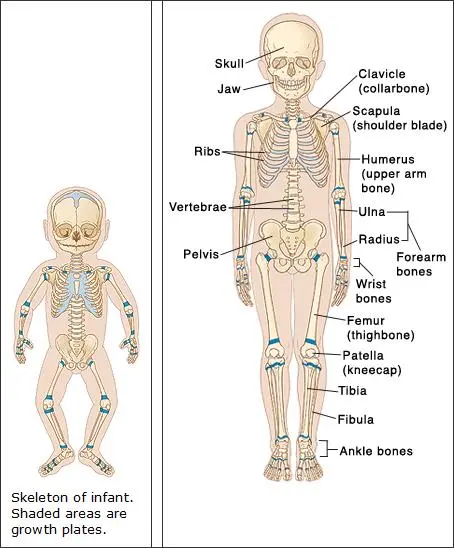 Skull
Jaw
Clavicle
(collarbone)
Scapula
(shoulder blade)
Ribs
Humerus
(upper arm
bone)
Vertebrae
Ulna
Radius
Pelvis
Forearm
bones
Wrist
bones
Femur
(thighbone)
Patella
(kneecap)
Tibia
Fibula
Ankle bones
Skeleton of infant.
Shaded areas are
growth plates.